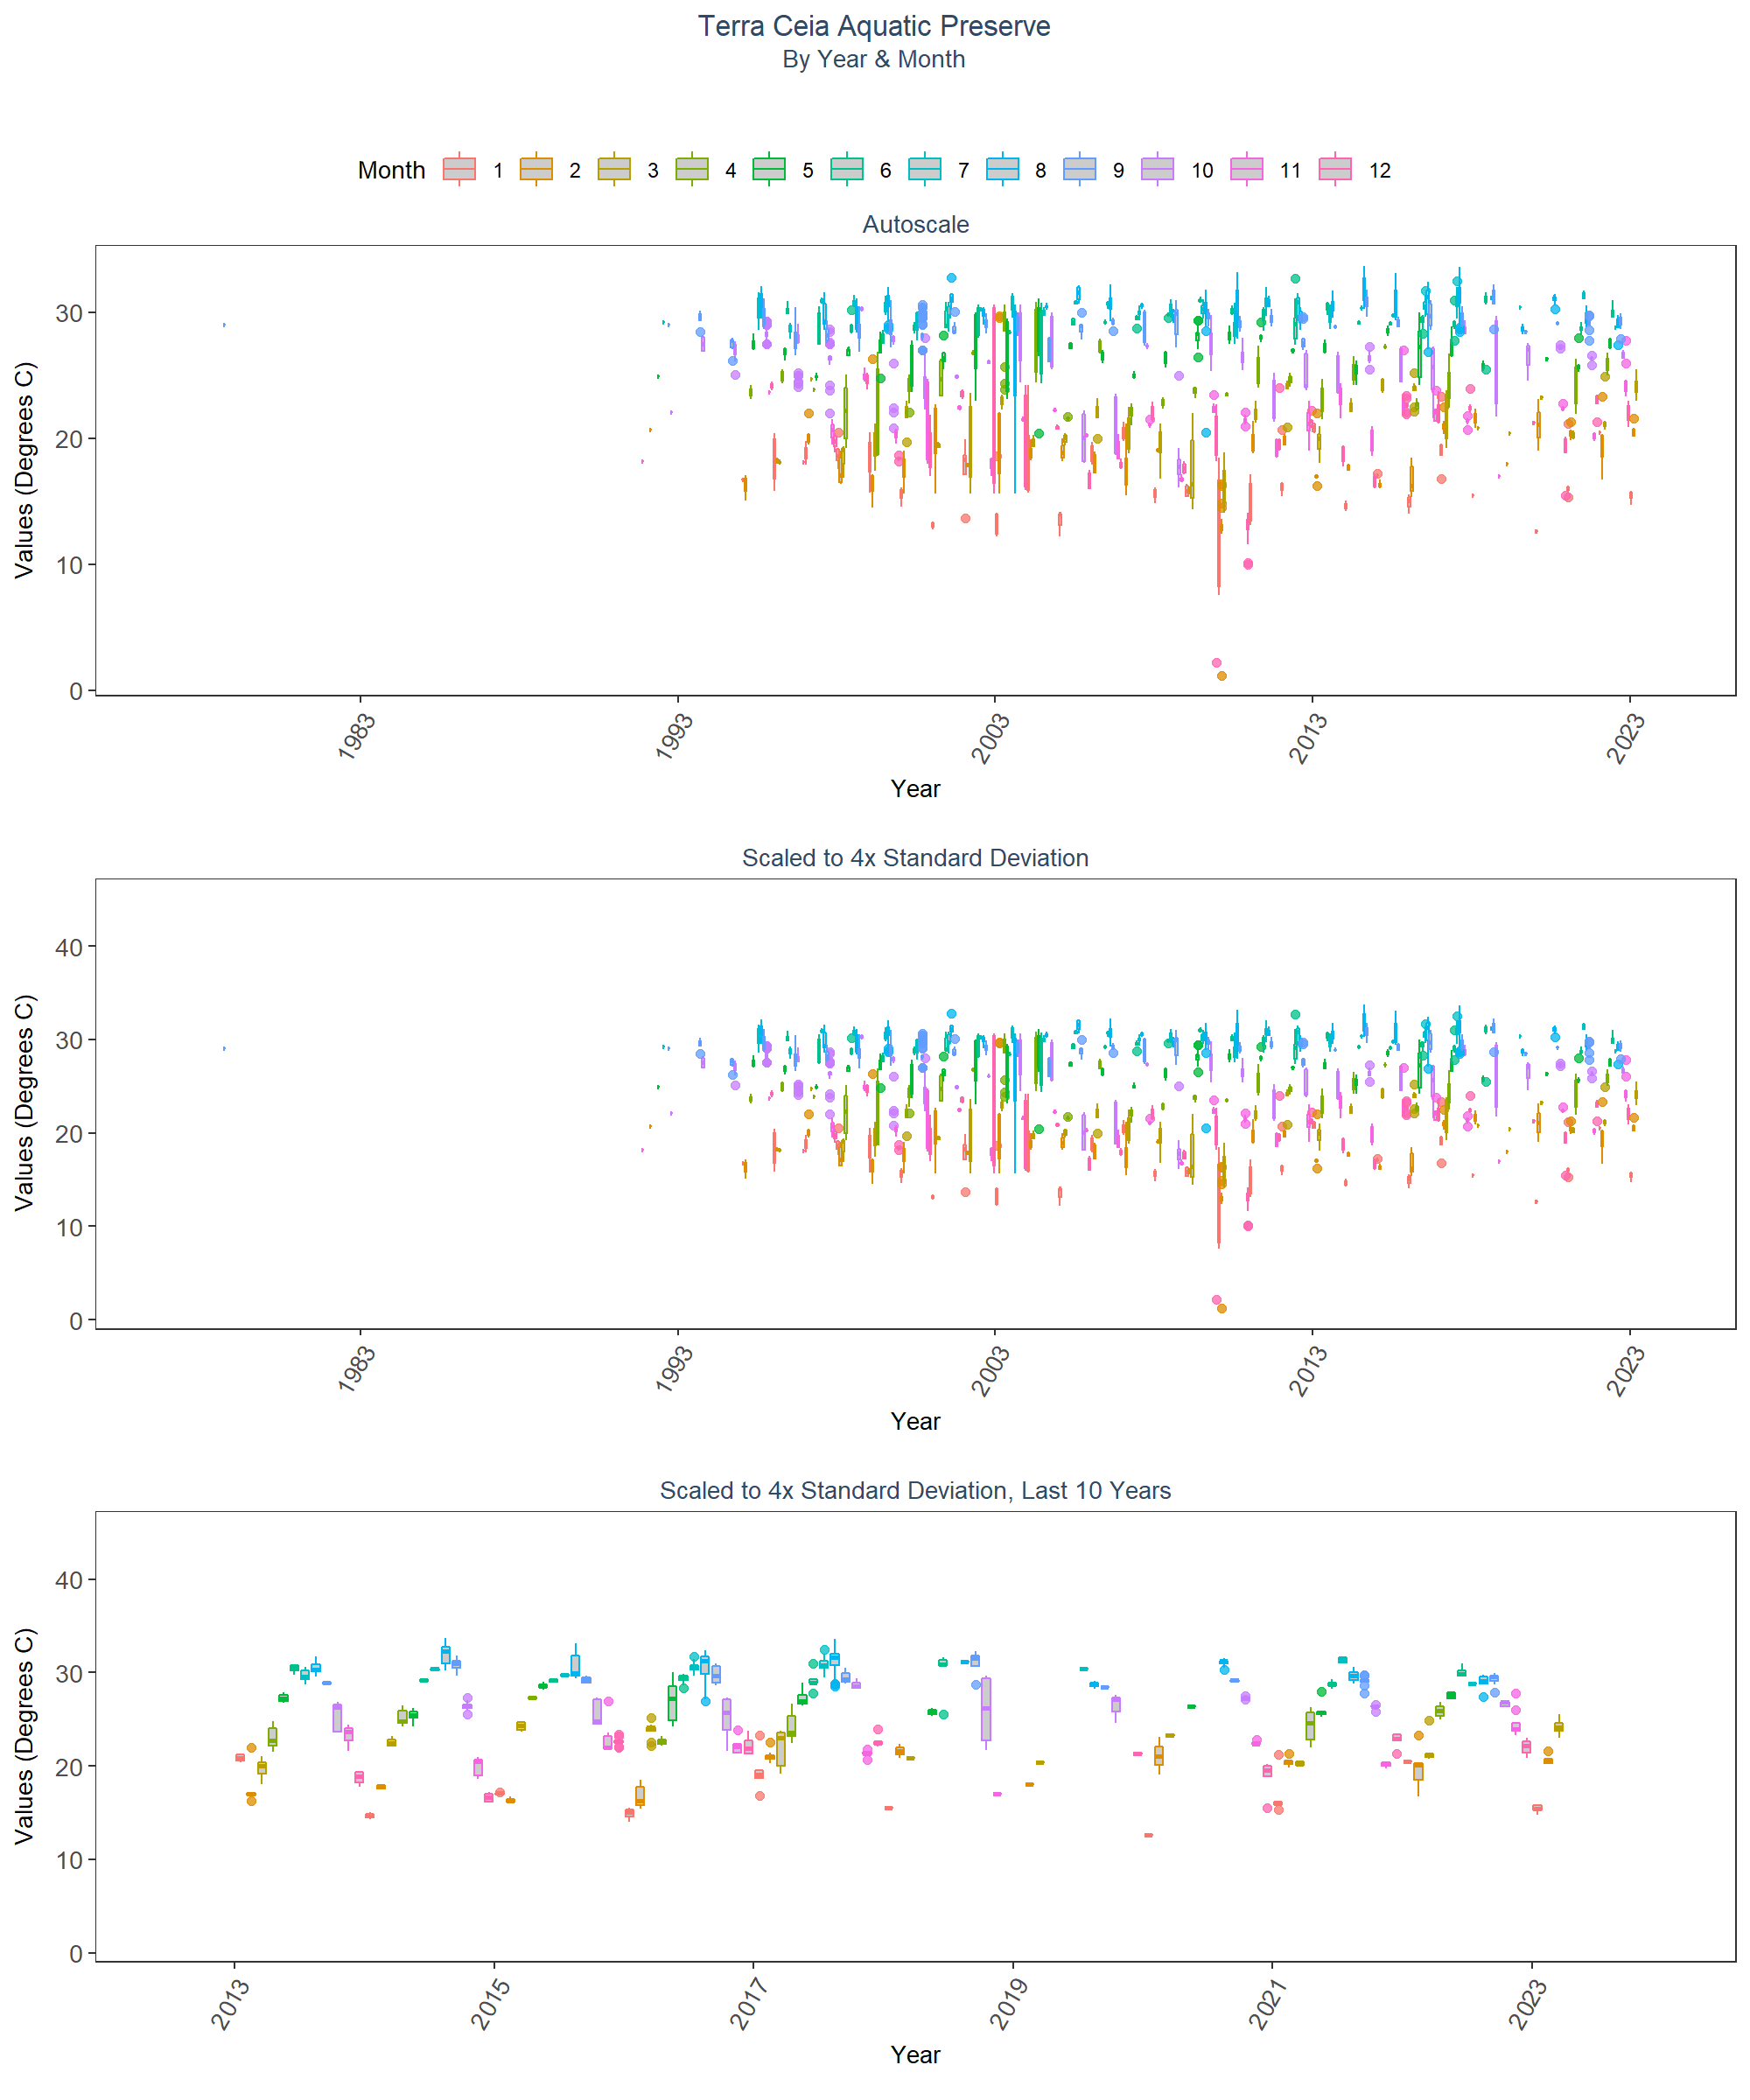 Terra Ceia Aquatic Preserve
By Year & Month
Month 1 2 3 4 5 6 7 8 9 10 11 12
Autoscale
Values (Degrees C)
30
20
10
0
1983 1993 2003 2013 2023
Year
Scaled to 4x Standard Deviation
Values (Degrees C)
40
30
20
10
0
1983 1993 2003 2013 2023
Year
Scaled to 4x Standard Deviation, Last 10 Years
Values (Degrees C)
40
30
20
10
0
2013 2015 2017 2019 2021 2023
Year